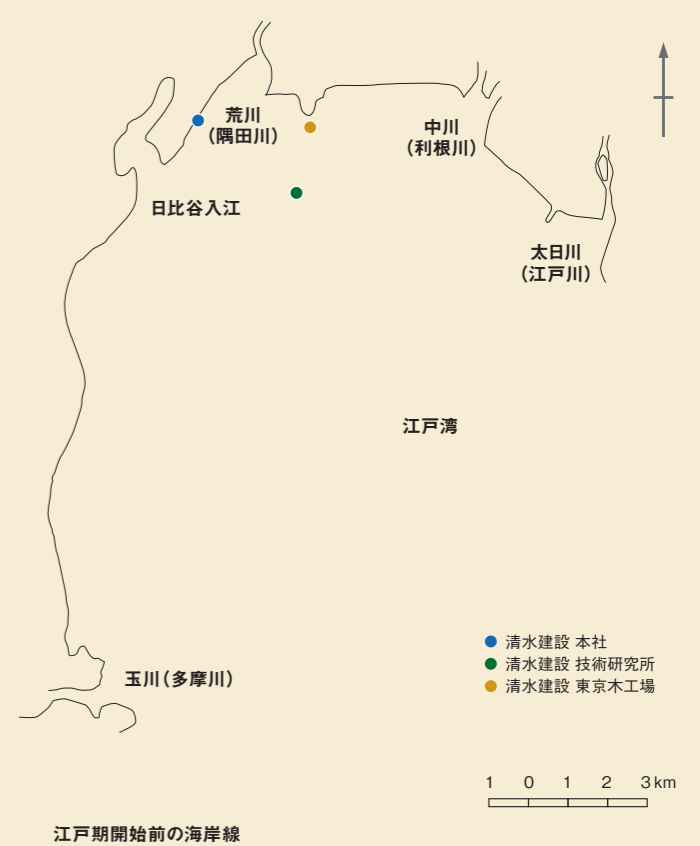 荒川
（隅田川）
中川
（利根川）
日比谷入江
太日川
（江戸川）
江戸湾
清水建設 本社
清水建設 技術研究所
清水建設 東京木工場
玉川（多摩川）
1 0 1 2 3 km
江戸期開始前の海岸線